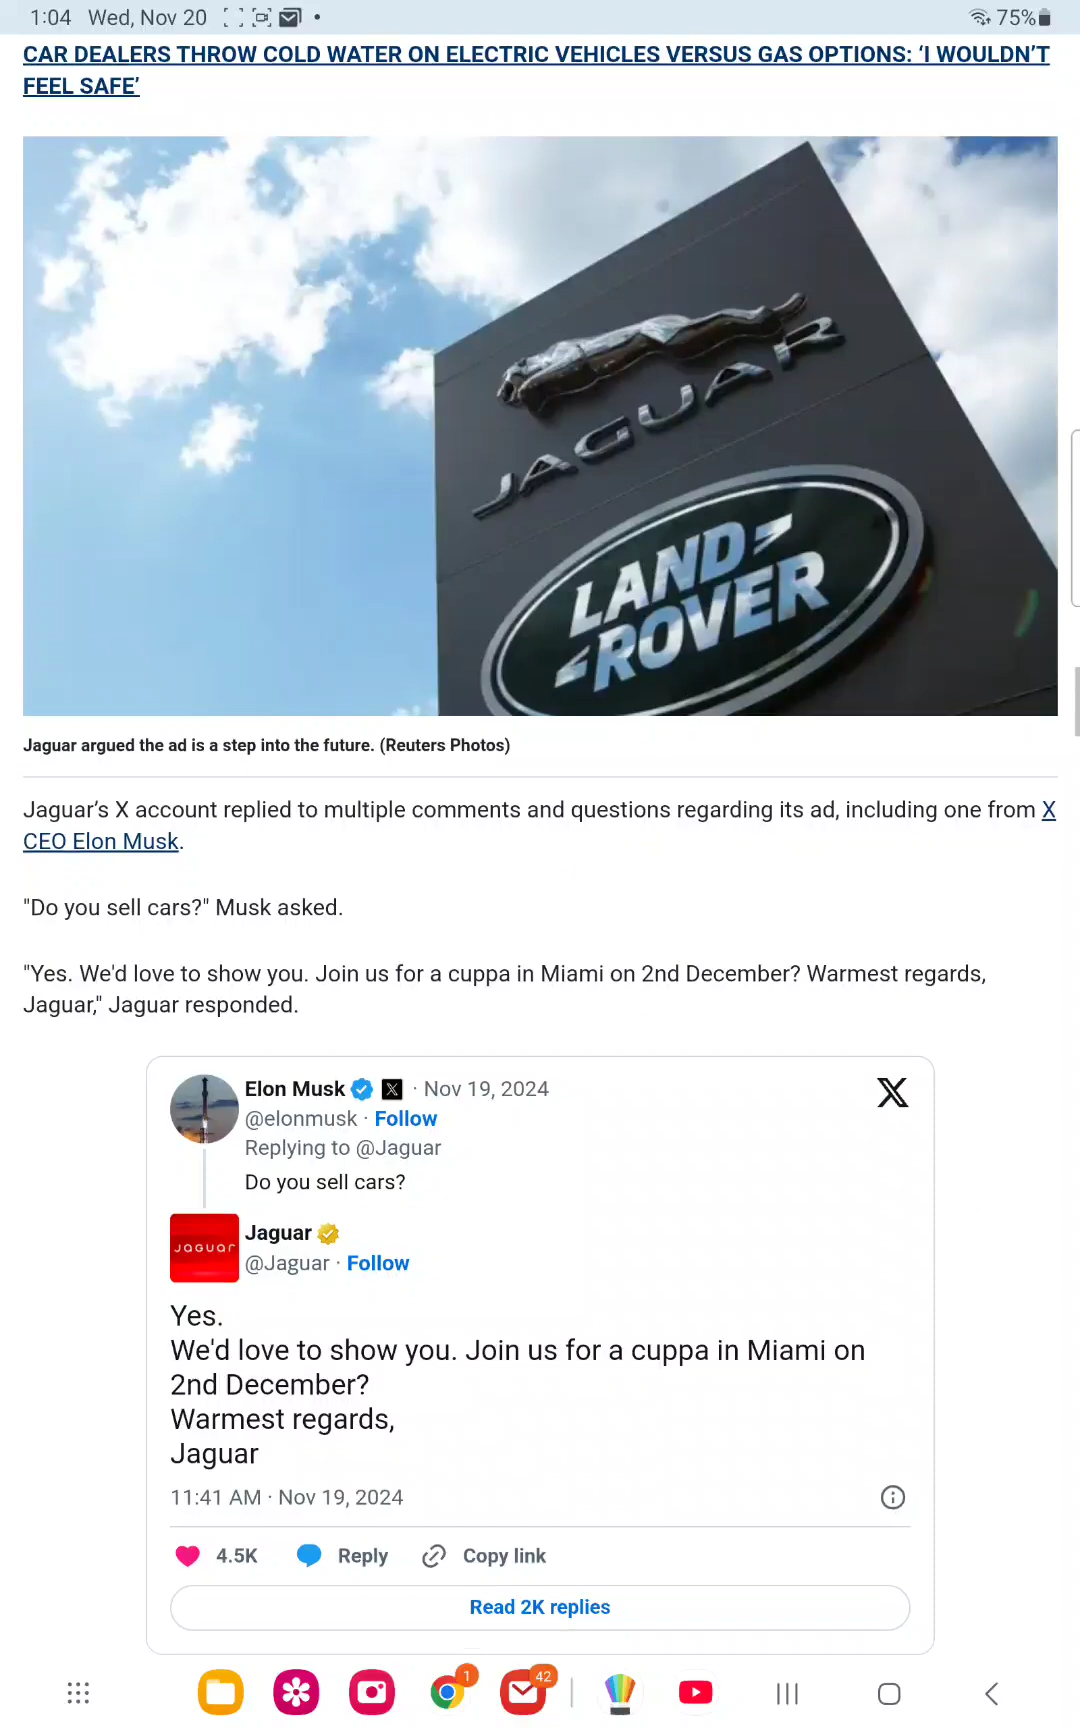 1:04 Wed, Nov 20
75%
CAR DEALERS THROW COLD WATER ON ELECTRIC VEHICLES VERSUS GAS OPTIONS: ‘I WOULDN’T
FEEL SAFE’
JAGUAR
LAND-
ROVER
Jaguar argued the ad is a step into the future. (Reuters Photos)
Jaguar’s X account replied to multiple comments and questions regarding its ad, including one from X
CEO Elon Musk.
"Do you sell cars?" Musk asked.
"Yes. We'd love to show you. Join us for a cuppa in Miami on 2nd December? Warmest regards,
Jaguar," Jaguar responded.
Elon Musk · Nov 19, 2024
@elonmusk · Follow
Replying to @Jaguar
Do you sell cars?
JaGUar
Jaguar
@Jaguar · Follow
Yes.
We'd love to show you. Join us for a cuppa in Miami on
2nd December?
Warmest regards,
Jaguar
11:41 AM · Nov 19, 2024
4.5K Reply Copy link
Read 2K replies
1
42